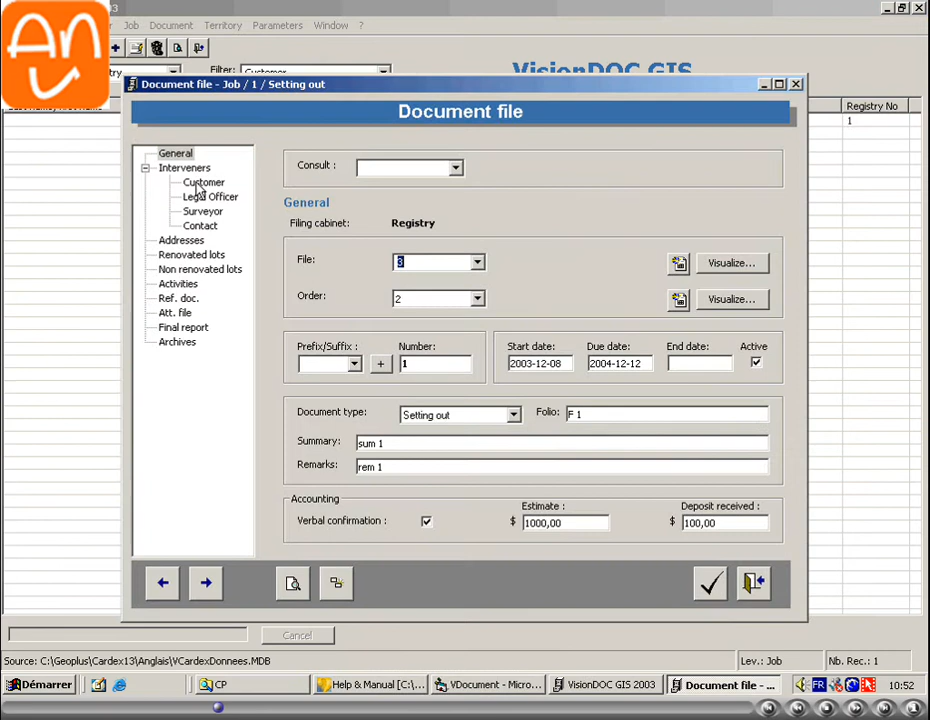 An
03
Job Document Territory Parameters Window ?
Filter: Customer
VisionDOC GIS
Registry No
1
Document file - Job / 1 / Setting out
Document file
General
Interveners
Customer
Legal Officer
Surveyor
Contact
Addresses
Renovated lots
Non renovated lots
Activities
Ref. doc.
Att. file
Final report
Archives
Consult :
General
Filing cabinet: Registry
File: 3 Visualize...
Order: 2 Visualize...
Prefix/Suffix : Number: Start date: Due date: End date: Active
+ 1 2003-12-08 2004-12-12
Document type: Setting out Folio: F 1
Summary: sum 1
Remarks: rem 1
Accounting
Verbal confirmation : Estimate : Deposit received :
$ 1000,00 $ 100,00
Cancel
Source: C:\Geoplus\Cardex13\Anglais\VCardexDonnees.MDB Lev.: Job Nb. Rec.: 1
Démarrer CP Help & Manual [C:\... VDocument - Micro... VisionDOC GIS 2003 Document file - ... FR 10:52